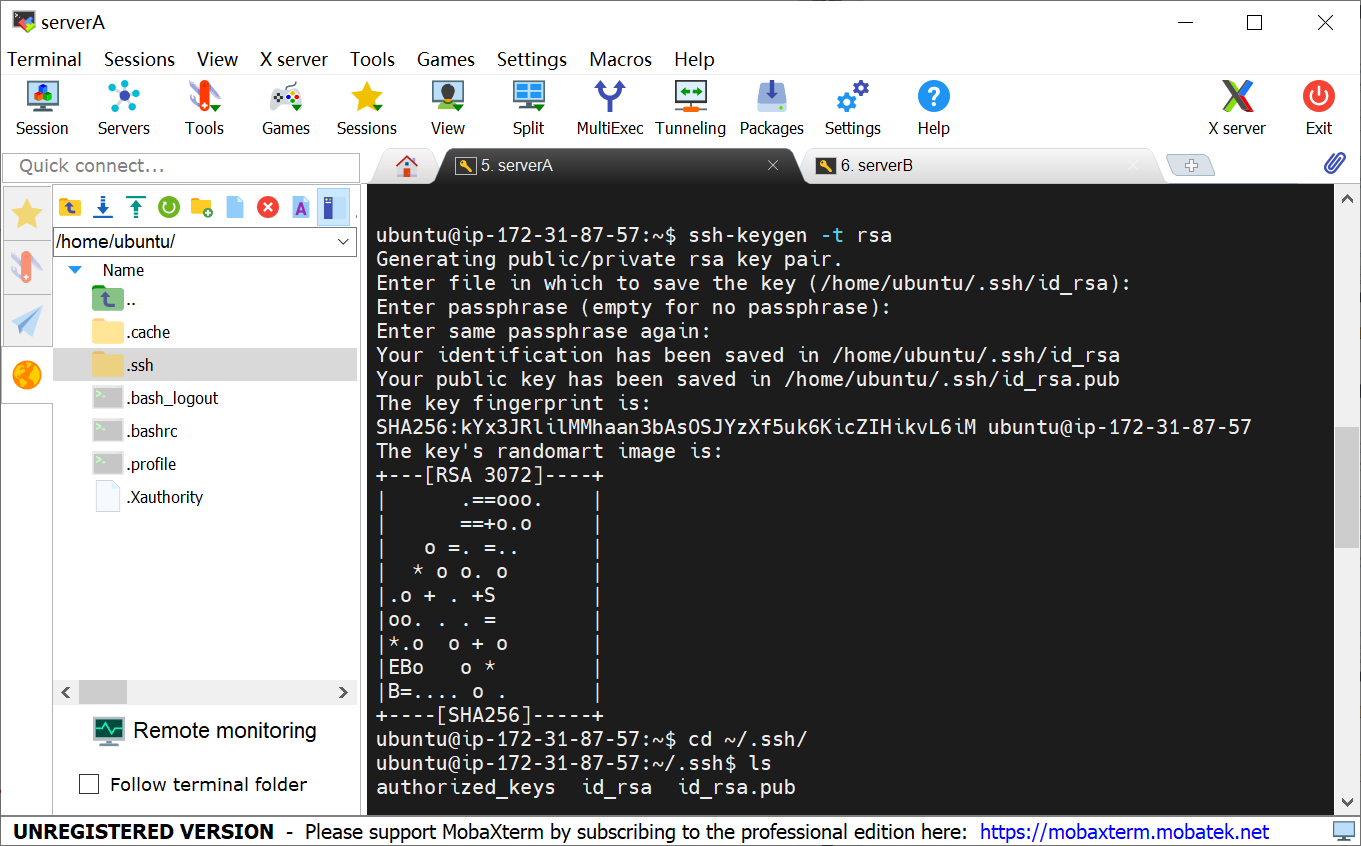 serverA
Terminal Sessions View X server Tools Games Settings Macros Help
Session Servers Tools Games Sessions View Split MultiExec Tunneling Packages Settings Help X server Exit
Quick connect...
5. serverA
6. serverB
/home/ubuntu/
Name
..
.cache
.ssh
.bash_logout
.bashrc
.profile
.Xauthority
Remote monitoring
Follow terminal folder
ubuntu@ip-172-31-87-57:~$ ssh-keygen -t rsa
Generating public/private rsa key pair.
Enter file in which to save the key (/home/ubuntu/.ssh/id_rsa):
Enter passphrase (empty for no passphrase):
Enter same passphrase again:
Your identification has been saved in /home/ubuntu/.ssh/id_rsa
Your public key has been saved in /home/ubuntu/.ssh/id_rsa.pub
The key fingerprint is:
SHA256:kYx3JRlilMMhaan3bAsOSJYzXf5uk6KicZIHikvL6iM ubuntu@ip-172-31-87-57
The key's randomart image is:
+---[RSA 3072]----+
|      .==ooo.    |
|      ==+o.o     |
|   o =. =..      |
|  * o o. o       |
|.o + . +S        |
|oo. . . =        |
|*.o  o + o       |
|EBo   o *        |
|B=.... o .       |
+----[SHA256]-----+
ubuntu@ip-172-31-87-57:~$ cd ~/.ssh/
ubuntu@ip-172-31-87-57:~/.ssh$ ls
authorized_keys  id_rsa  id_rsa.pub
UNREGISTERED VERSION - Please support MobaXterm by subscribing to the professional edition here: https://mobaxterm.mobatek.net